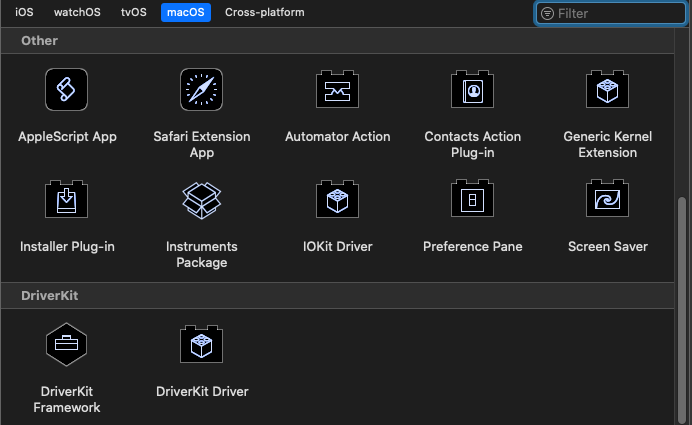 iOS watchOS tvOS macOS Cross-platform Filter
Other
AppleScript App
Safari Extension
App
Automator Action
Contacts Action
Plug-in
Generic Kernel
Extension
Installer Plug-in
Instruments
Package
IOKit Driver
Preference Pane
Screen Saver
DriverKit
DriverKit
Framework
DriverKit Driver